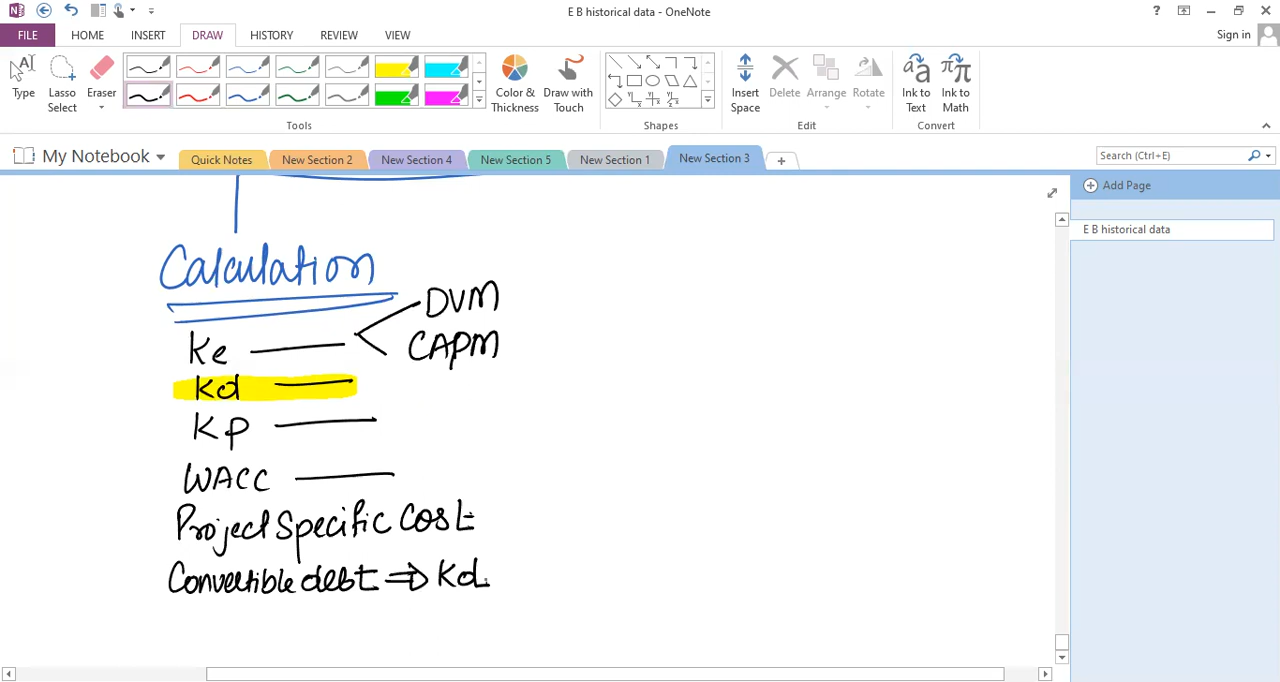 E B historical data - OneNote
?
FILE HOME INSERT DRAW HISTORY REVIEW VIEW
Sign in
Type
Lasso Select
Eraser
Color & Thickness
Draw with Touch
Insert Space
Delete
Arrange
Rotate
Ink to Text
Ink to Math
Tools
Shapes
Edit
Convert
My Notebook
Quick Notes
New Section 2
New Section 4
New Section 5
New Section 1
New Section 3
Search (Ctrl+E)
Add Page
E B historical data
Calculation
DVM
Ke
CAPM
Kd
Kp
WACC
Project Specific Cost
Convertible debt ⇒ Kd.